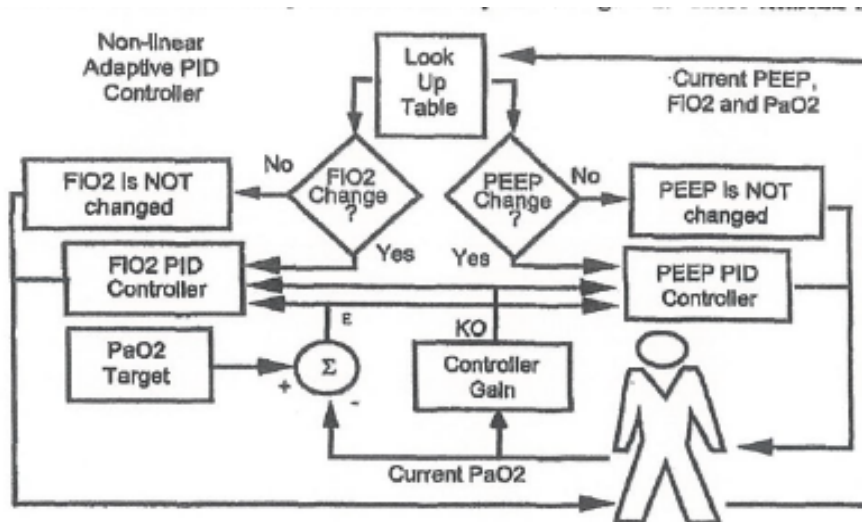 Non-linear
Adaptive PID
Controller
Look
Up
Table
Current PEEP,
FIO2 and PaO2
No
FIO2
Change
?
PEEP
Change
?
No
FIO2 is NOT
changed
PEEP is NOT
changed
Yes
Yes
FIO2 PID
Controller
PEEP PID
Controller
ε
KO
PaO2
Target
Σ
+
-
Controller
Gain
Current PaO2